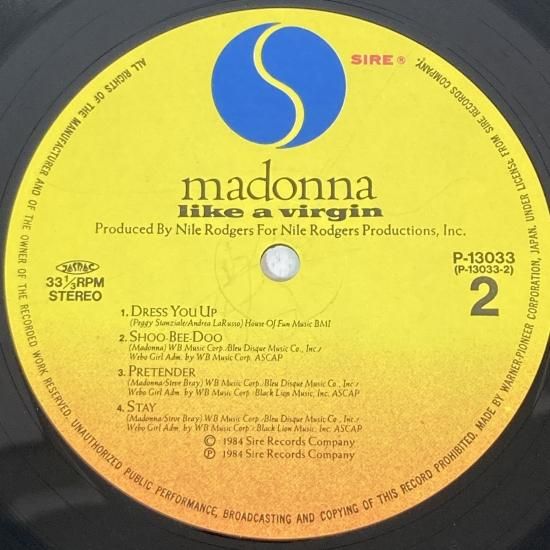 SIRE ®
madonna
like a virgin
Produced By Nile Rodgers For Nile Rodgers Productions, Inc.
JASRAC
33 1/3 RPM
STEREO
P-13033
(P-13033-2)
2
1. DRESS YOU UP
(Peggy Stanziale/Andrea LaRusso) House Of Fun Music BMI
2. SHOO-BEE-DOO
(Madonna) WB Music Corp./Bleu Disque Music Co., Inc./
Webo Girl Adm. by WB Music Corp. ASCAP
3. PRETENDER
(Madonna/Steve Bray) WB Music Corp./Bleu Disque Music Co., Inc./
Webo Girl Adm. by WB Music Corp./Black Lion Music, Inc. ASCAP
4. STAY
(Madonna/Steve Bray) WB Music Corp./Bleu Disque Music Co., Inc./
Webo Girl Adm. by WB Music Corp./Black Lion Music, Inc. ASCAP
© 1984 Sire Records Company
℗ 1984 Sire Records Company
ALL RIGHTS OF THE MANUFACTURER AND OF THE OWNER OF THE RECORDED WORK RESERVED. UNAUTHORIZED PUBLIC PERFORMANCE, BROADCASTING AND COPYING OF THIS RECORD PROHIBITED. MADE BY WARNER-PIONEER CORPORATION, JAPAN. UNDER LICENSE FROM SIRE RECORDS COMPANY.